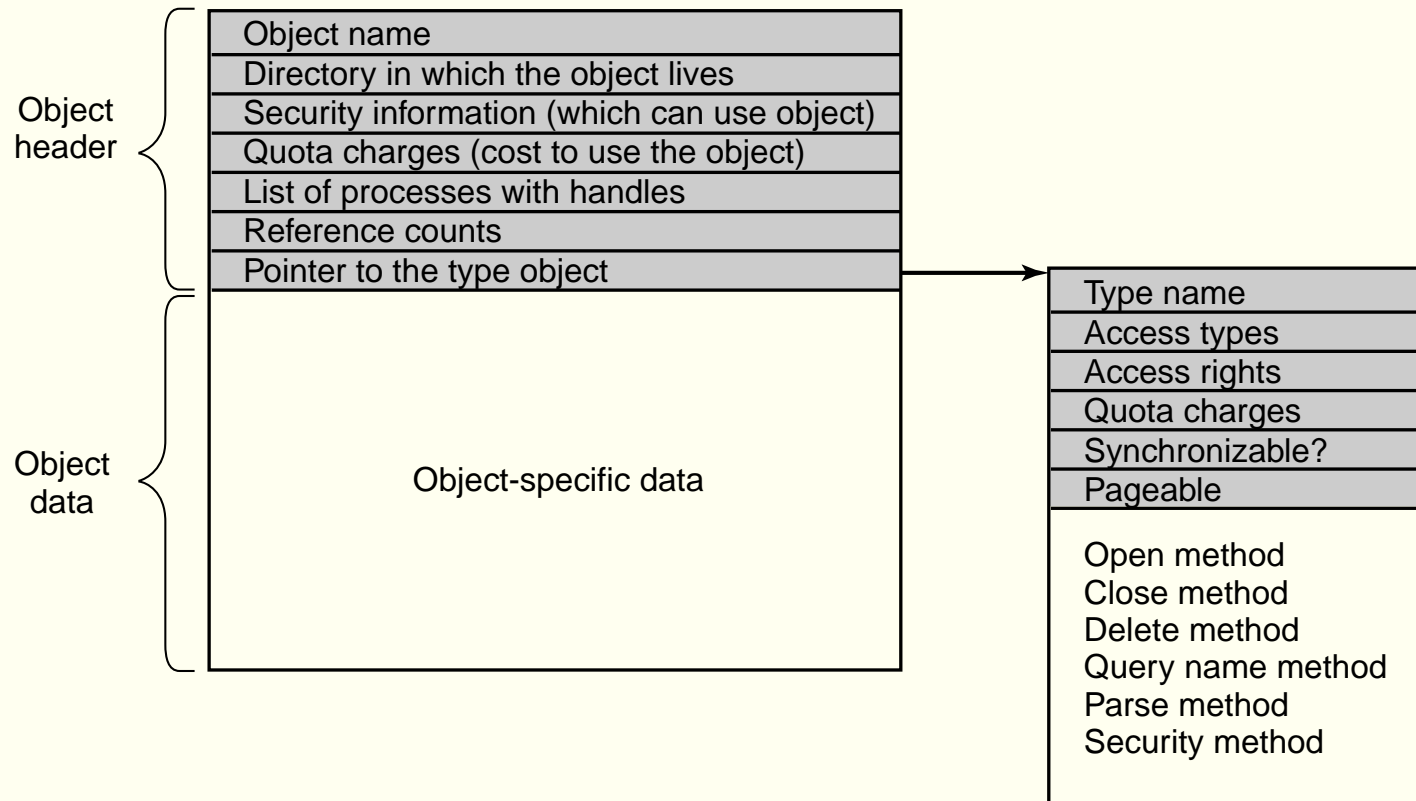 Object
header
Object name
Directory in which the object lives
Security information (which can use object)
Quota charges (cost to use the object)
List of processes with handles
Reference counts
Pointer to the type object
Object
data
Object-specific data
Type name
Access types
Access rights
Quota charges
Synchronizable?
Pageable
Open method
Close method
Delete method
Query name method
Parse method
Security method